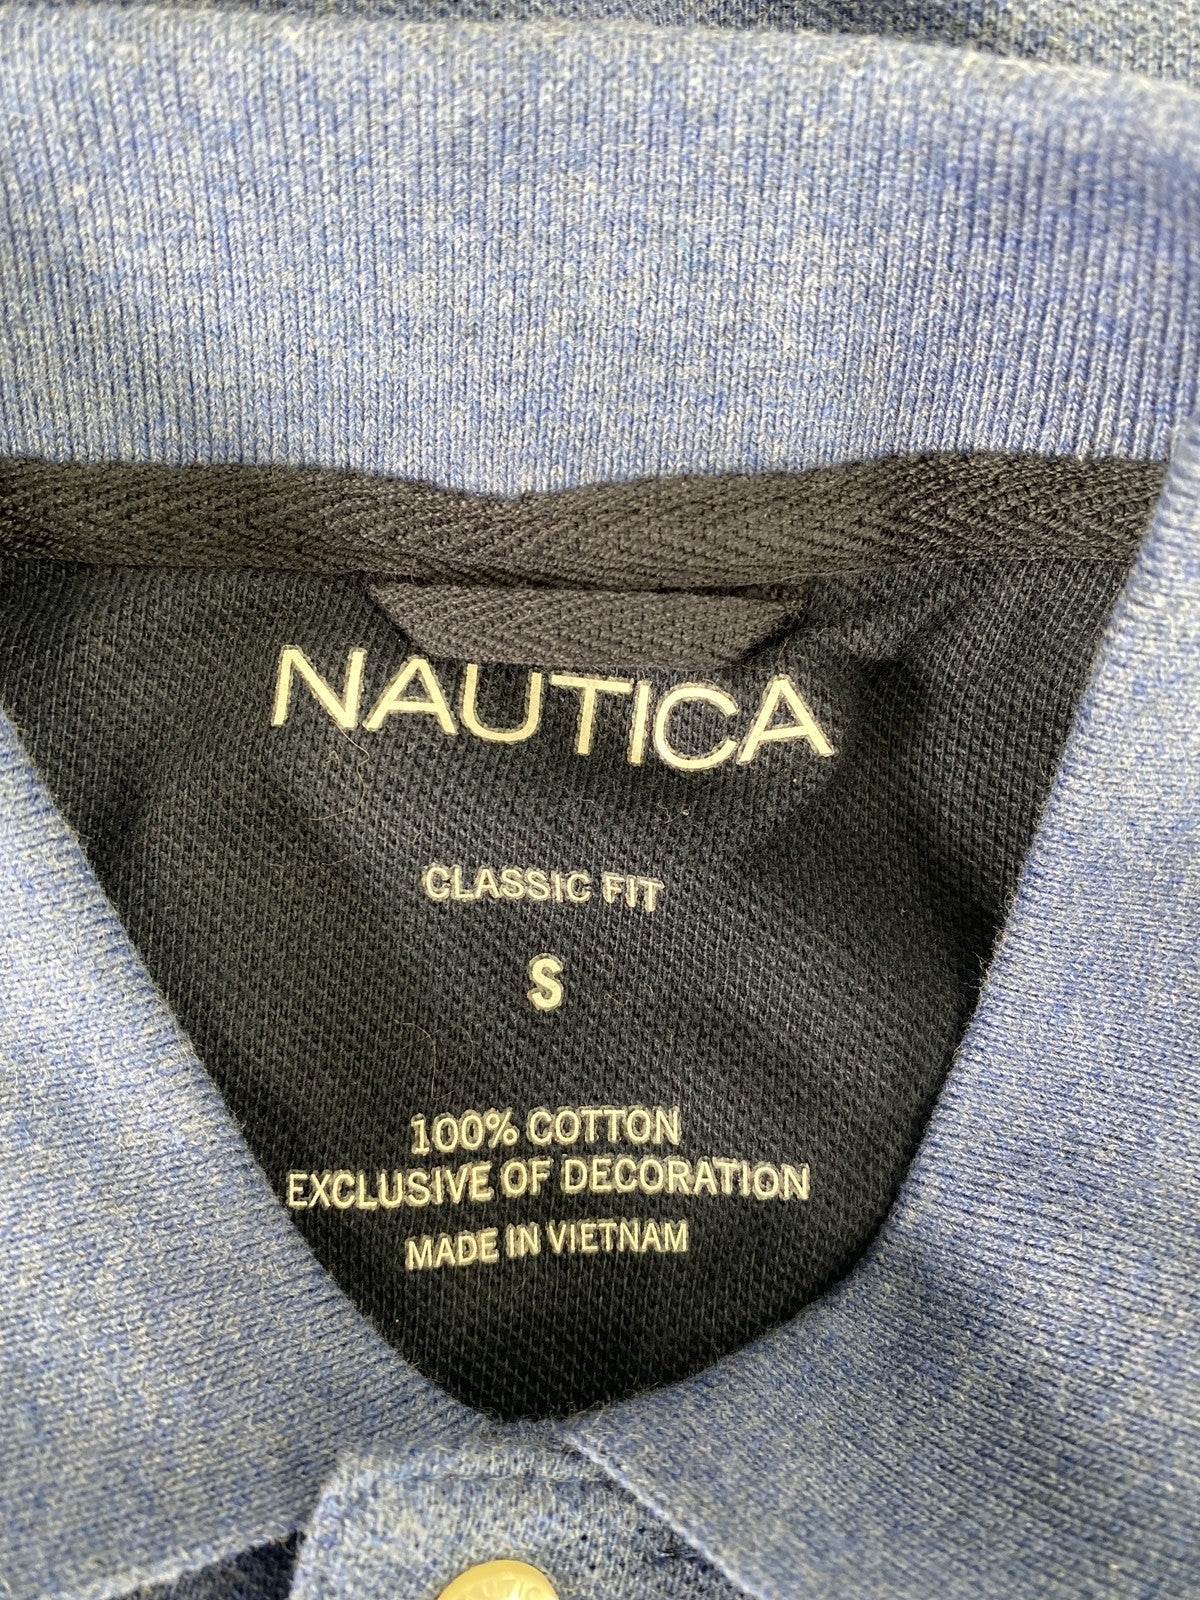 NAUTICA
CLASSIC FIT
S
100% COTTON
EXCLUSIVE OF DECORATION
MADE IN VIETNAM